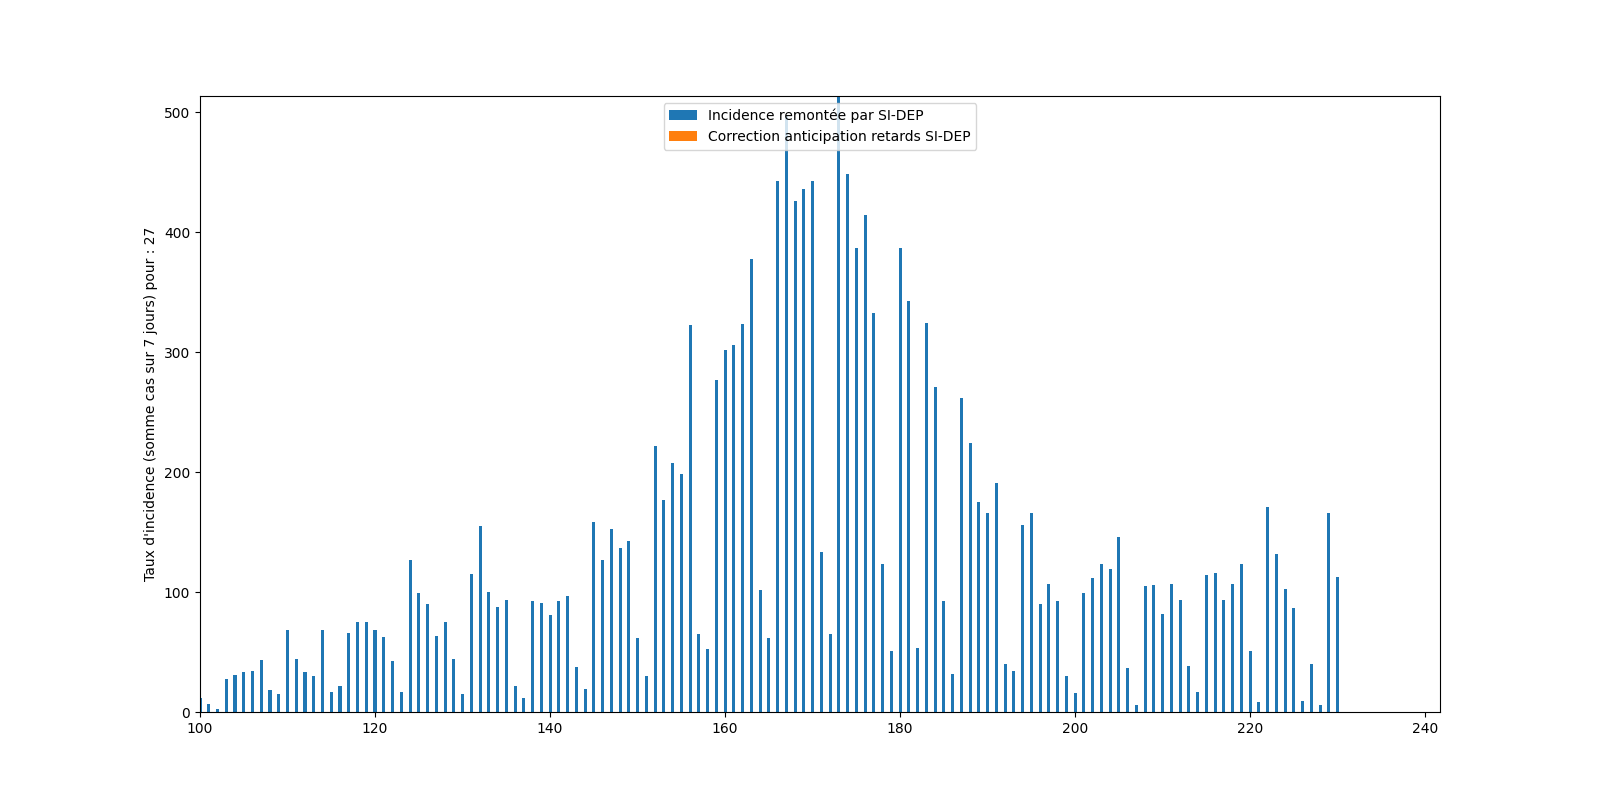 Incidence remontée par SI-DEP
Correction anticipation retards SI-DEP
Taux d'incidence (somme cas sur 7 jours) pour : 27
500
400
300
200
100
0
100 120 140 160 180 200 220 240